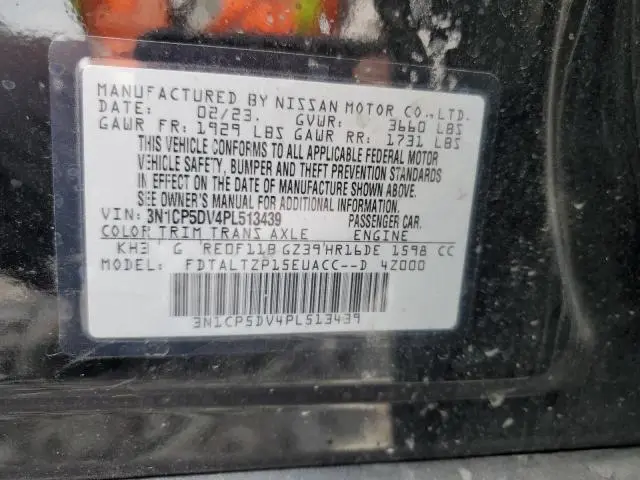 MANUFACTURED BY NISSAN MOTOR CO.,LTD.
DATE: 02/23. GVWR: 3660 LBS
GAWR FR: 1929 LBS GAWR RR: 1731 LBS
THIS VEHICLE CONFORMS TO ALL APPLICABLE FEDERAL MOTOR
VEHICLE SAFETY, BUMPER AND THEFT PREVENTION STANDARDS
IN EFFECT ON THE DATE OF MANUFACTURE SHOWN ABOVE.
SEE OWNER'S MANUAL FOR ADDITIONAL INFORMATION.
VIN: 3N1CP5DV4PL513439 PASSENGER CAR
COLOR TRIM TRANS AXLE ENGINE
KH3 G RE0F11B GZ39 HR16DE 1598 CC
MODEL: FDTALTZP15EUACC--D 4Z000
3N1CP5DV4PL513439